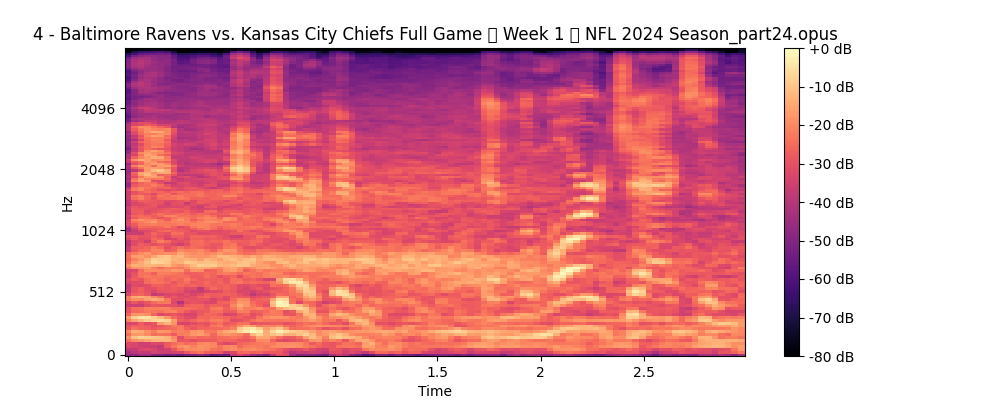 4 - Baltimore Ravens vs. Kansas City Chiefs Full Game  Week 1  NFL 2024 Season_part24.opus
+0 dB
-10 dB
-20 dB
-30 dB
-40 dB
-50 dB
-60 dB
-70 dB
-80 dB
4096
2048
1024
512
0
Hz
0
0.5
1
1.5
2
2.5
Time